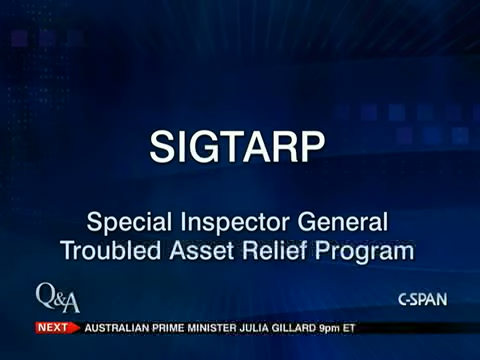 SIGTARP
Special Inspector General
Troubled Asset Relief Program
Q&A
C-SPAN
NEXT AUSTRALIAN PRIME MINISTER JULIA GILLARD 9pm ET